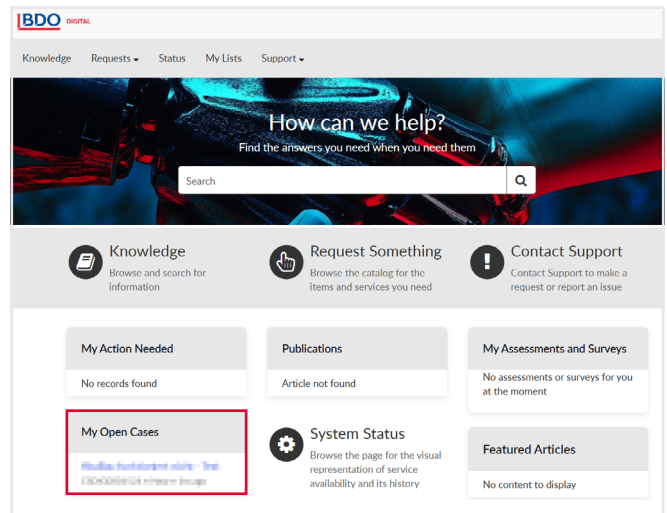 BDO DIGITAL
Knowledge Requests Status My Lists Support
How can we help?
Find the answers you need when you need them
Search
Knowledge
Browse and search for
information
Request Something
Browse the catalog for the
items and services you need
Contact Support
Contact Support to make a
request or report an issue
My Action Needed
No records found
Publications
Article not found
My Assessments and Surveys
No assessments or surveys for you
at the moment
My Open Cases
System Status
Browse the page for the visual
representation of service
availability and its history
Featured Articles
No content to display